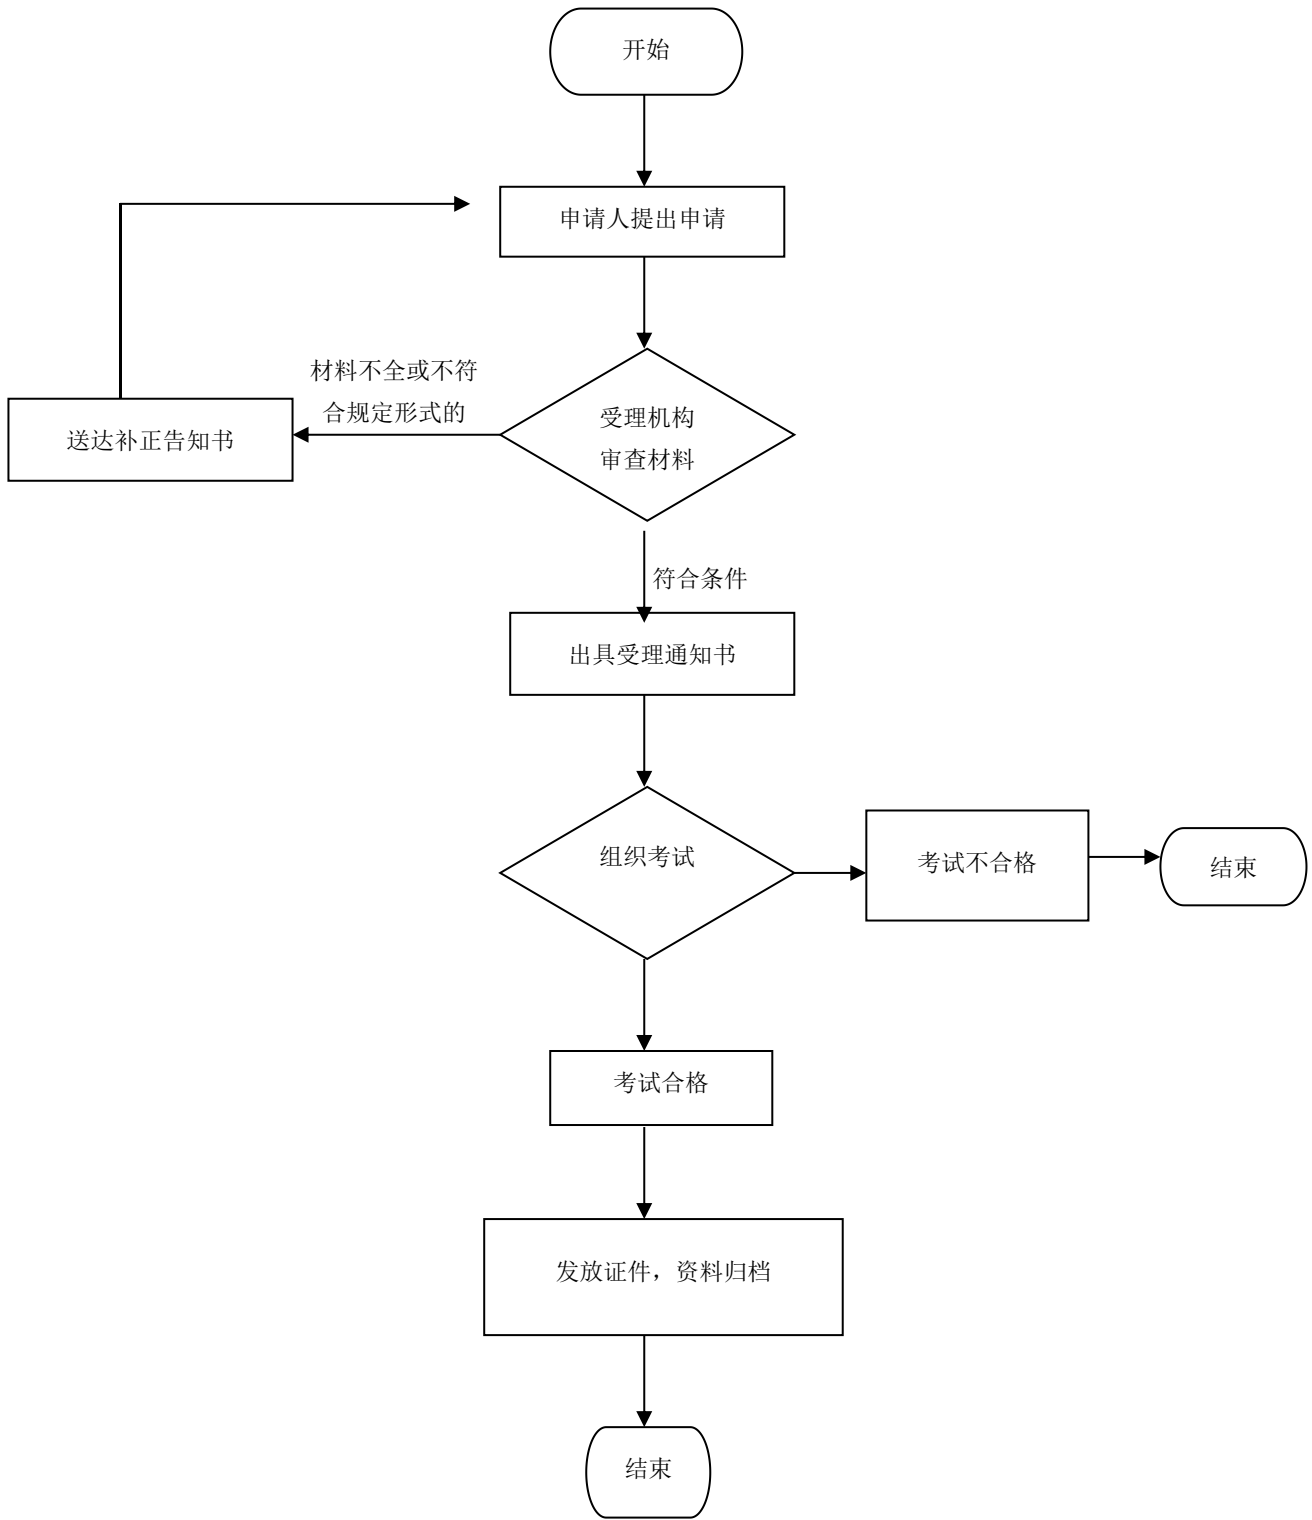 开始
申请人提出申请
材料不全或不符
合规定形式的
受理机构
审查材料
送达补正告知书
符合条件
出具受理通知书
组织考试
考试不合格
结束
考试合格
发放证件，资料归档
结束